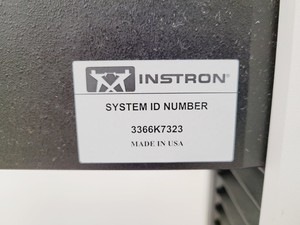 INSTRON®
SYSTEM ID NUMBER
3366K7323
MADE IN USA